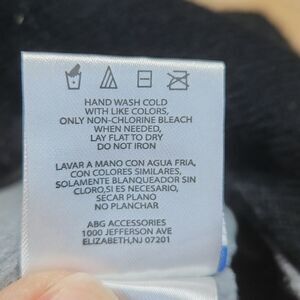 HAND WASH COLD
WITH LIKE COLORS,
ONLY NON-CHLORINE BLEACH
WHEN NEEDED,
LAY FLAT TO DRY
DO NOT IRON
LAVAR A MANO CON AGUA FRIA,
CON COLORES SIMILARES,
SOLAMENTE BLANQUEADOR SIN
CLORO,SI ES NECESARIO,
SECAR PLANO
NO PLANCHAR
ABG ACCESSORIES
1000 JEFFERSON AVE
ELIZABETH,NJ 07201